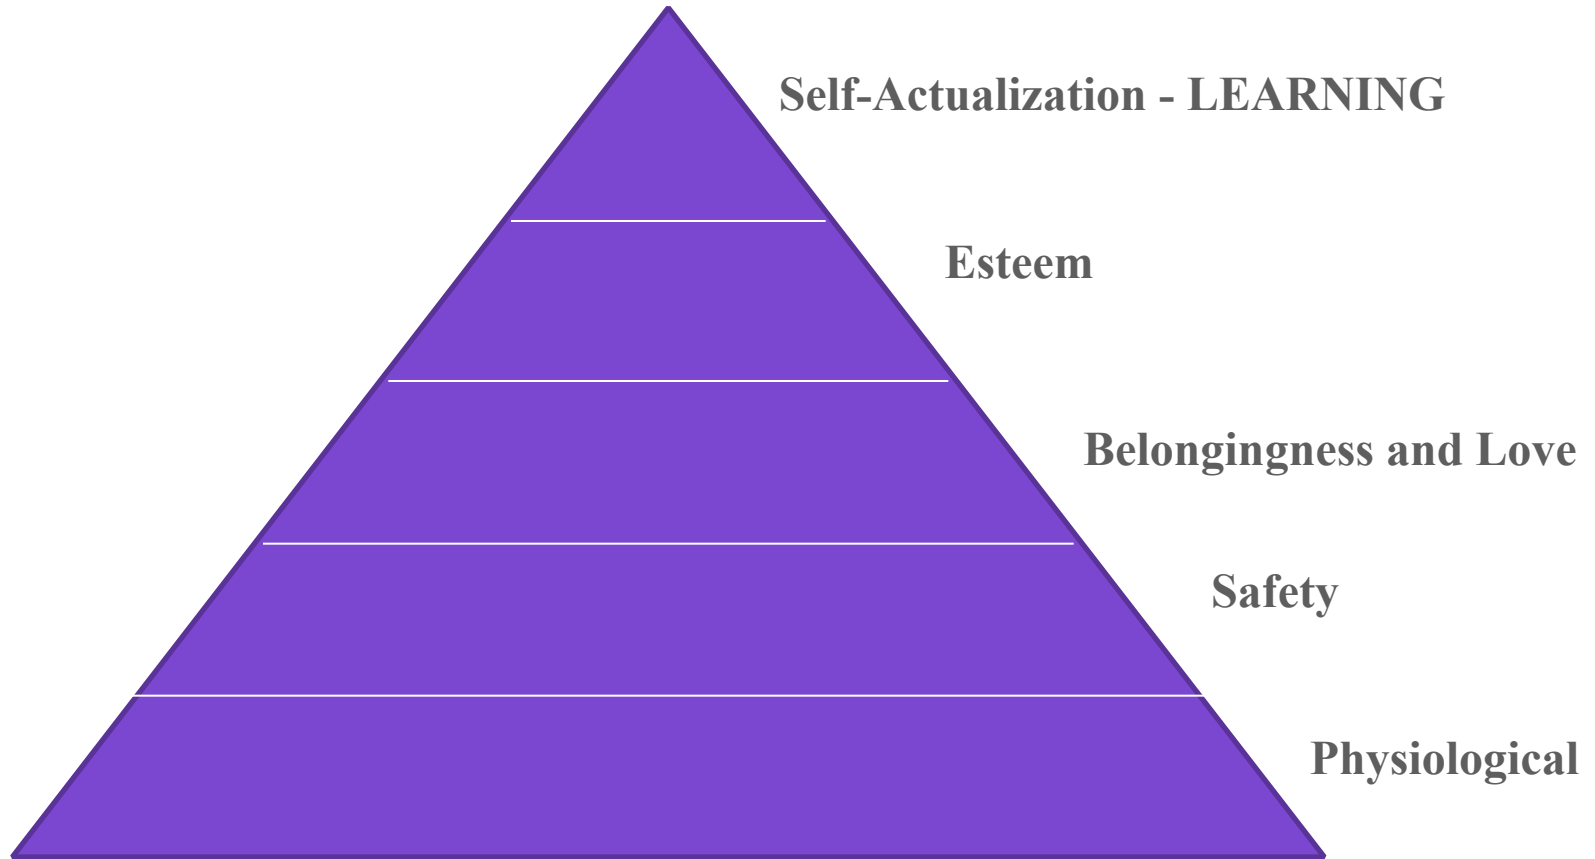 Self-Actualization - LEARNING
Esteem
Belongingness and Love
Safety
Physiological